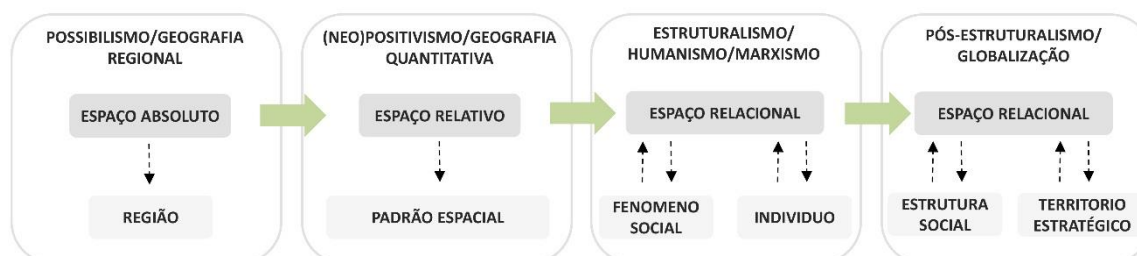 POSSIBILISMO/GEOGRAFIA
REGIONAL
ESPAÇO ABSOLUTO
REGIÃO
(NEO)POSITIVISMO/GEOGRAFIA
QUANTITATIVA
ESPAÇO RELATIVO
PADRÃO ESPACIAL
ESTRUTURALISMO/
HUMANISMO/MARXISMO
ESPAÇO RELACIONAL
FENOMENO
SOCIAL
INDIVIDUO
PÓS-ESTRUTURALISMO/
GLOBALIZAÇÃO
ESPAÇO RELACIONAL
ESTRUTURA
SOCIAL
TERRITORIO
ESTRATÉGICO